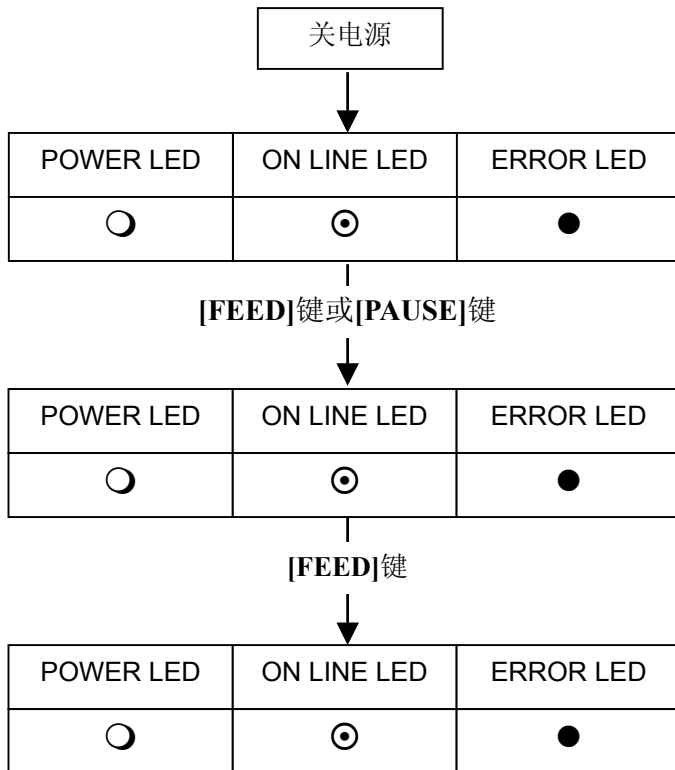 关电源
POWER LED ON LINE LED ERROR LED
❍ ⊙ ●
[FEED]键或[PAUSE]键
POWER LED ON LINE LED ERROR LED
❍ ⊙ ●
[FEED]键
POWER LED ON LINE LED ERROR LED
❍ ⊙ ●